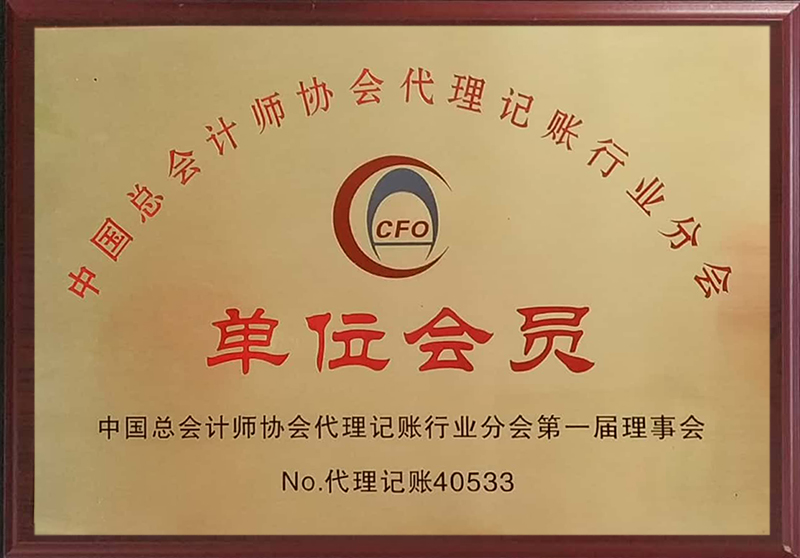 中国总会计师协会代理记账行业分会
CFO
单位会员
中国总会计师协会代理记账行业分会第一届理事会
No.代理记账40533